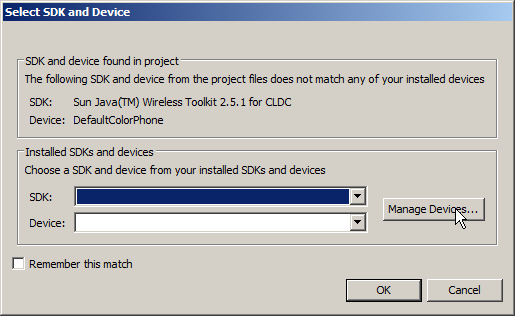 Select SDK and Device
SDK and device found in project
The following SDK and device from the project files does not match any of your installed devices
SDK: Sun Java(TM) Wireless Toolkit 2.5.1 for CLDC
Device: DefaultColorPhone
Installed SDKs and devices
Choose a SDK and device from your installed SDKs and devices
SDK:
Device:
Manage Devices...
Remember this match
OK Cancel